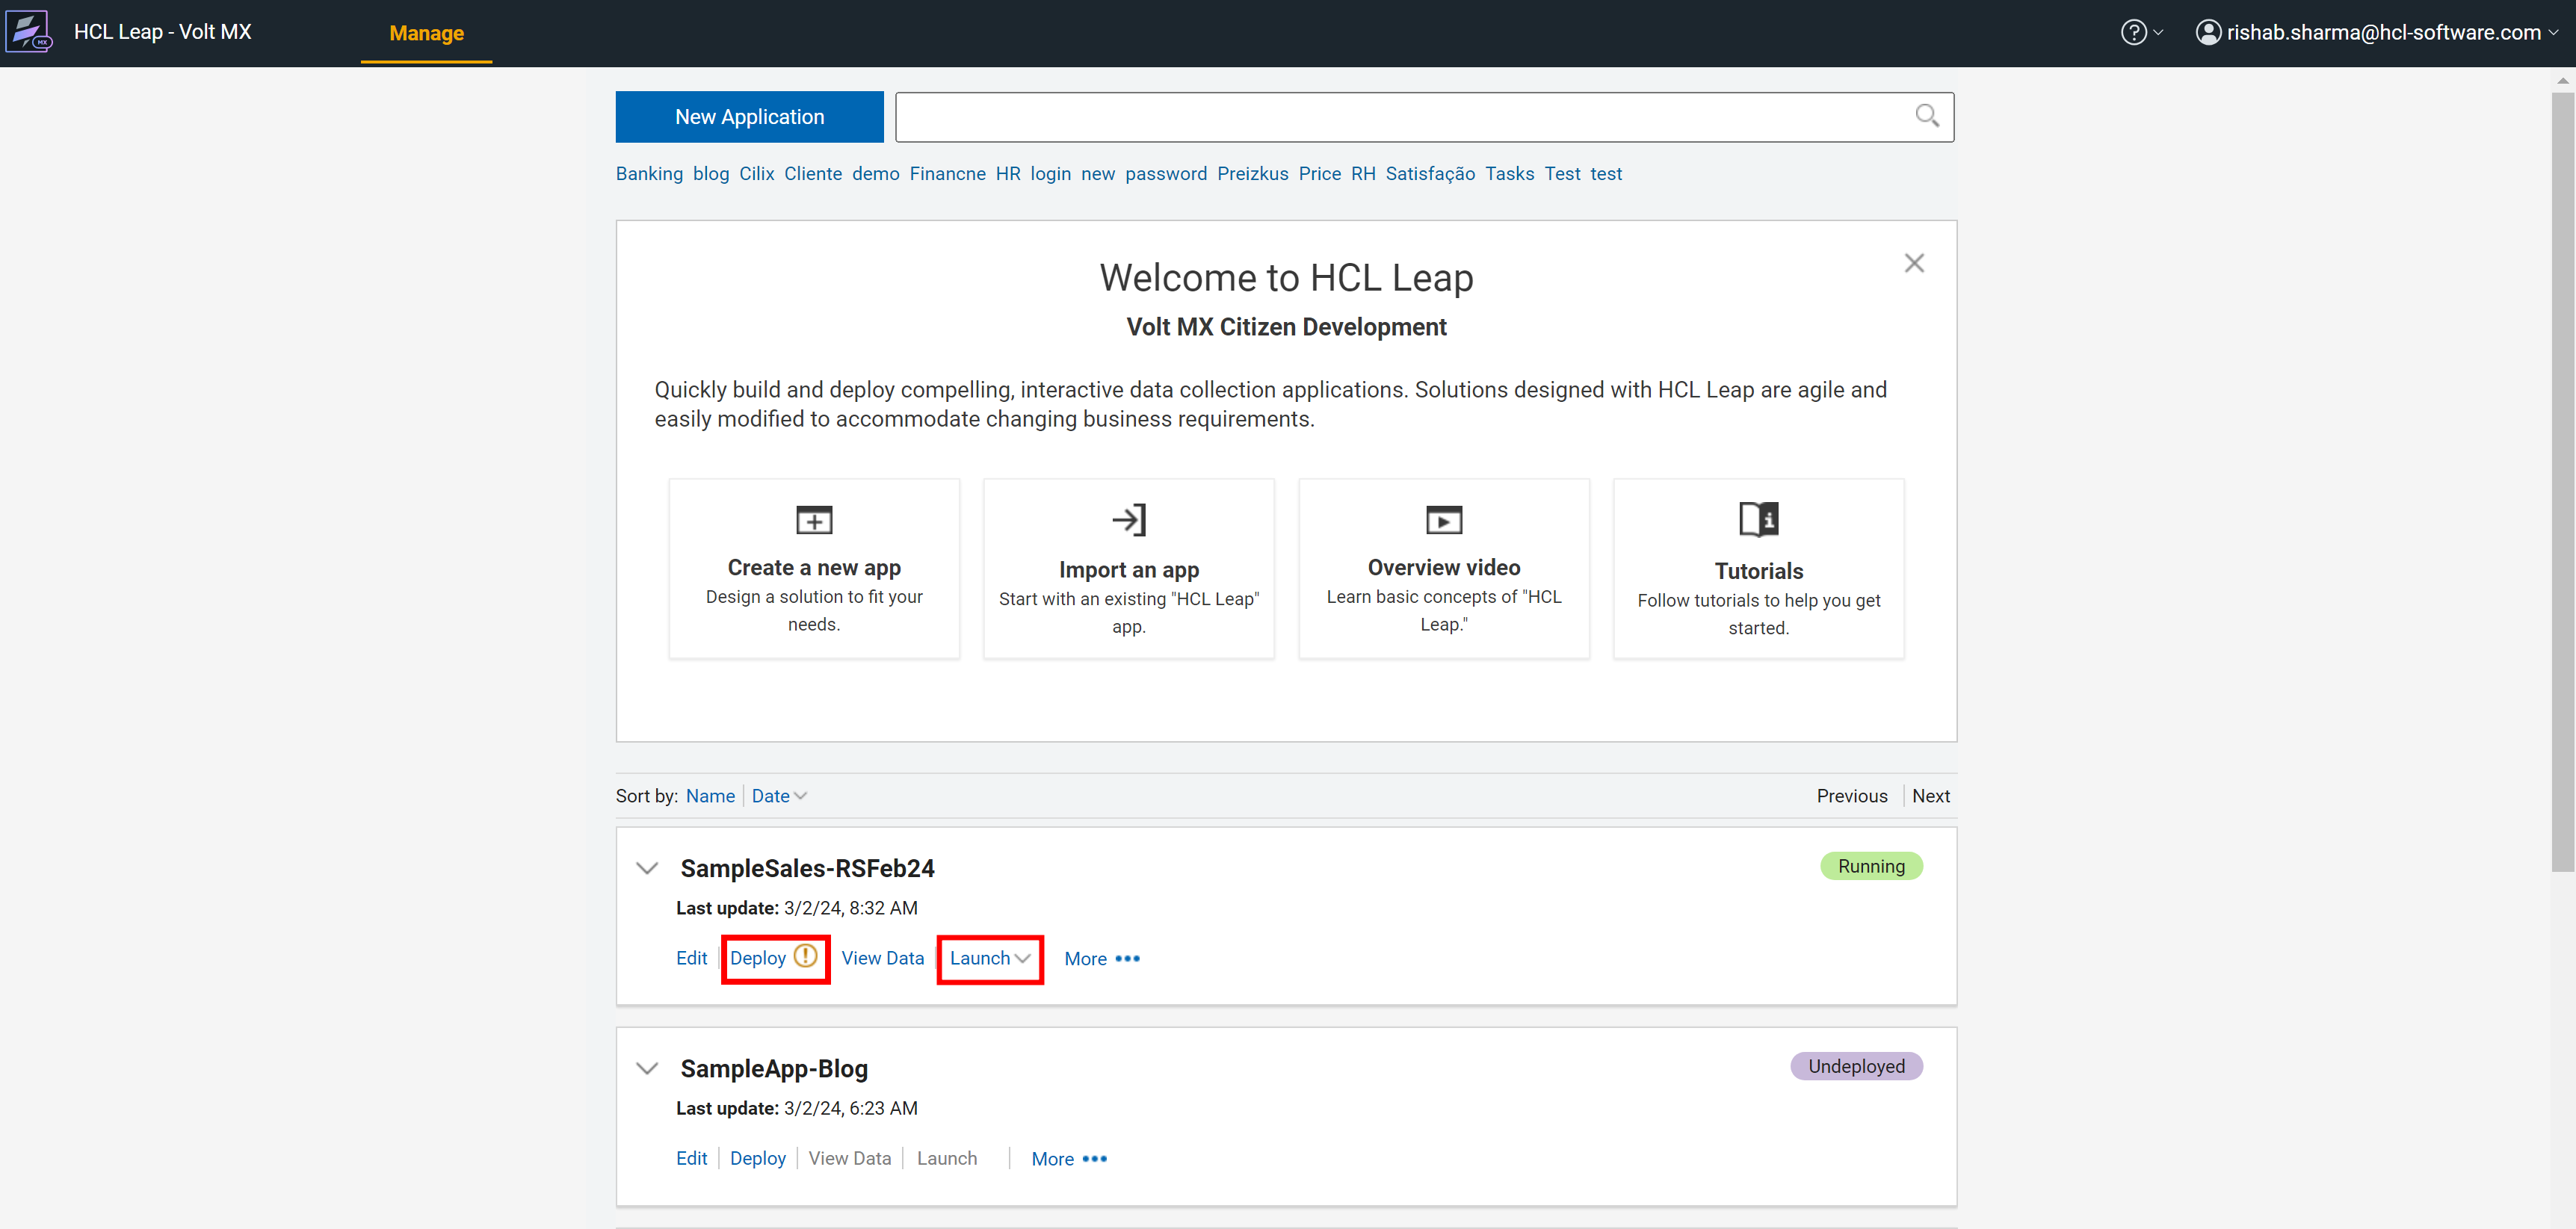 HCL Leap - Volt MX
Manage
rishab.sharma@hcl-software.com
New Application
Banking blog Cilix Cliente demo Financne HR login new password Preizkus Price RH Satisfação Tasks Test test
Welcome to HCL Leap
Volt MX Citizen Development
Quickly build and deploy compelling, interactive data collection applications. Solutions designed with HCL Leap are agile and
easily modified to accommodate changing business requirements.
Create a new app
Design a solution to fit your
needs.
Import an app
Start with an existing "HCL Leap"
app.
Overview video
Learn basic concepts of "HCL
Leap."
Tutorials
Follow tutorials to help you get
started.
Sort by: Name Date
Previous Next
SampleSales-RSFeb24
Running
Last update: 3/2/24, 8:32 AM
Edit Deploy View Data Launch More
SampleApp-Blog
Undeployed
Last update: 3/2/24, 6:23 AM
Edit Deploy View Data Launch More